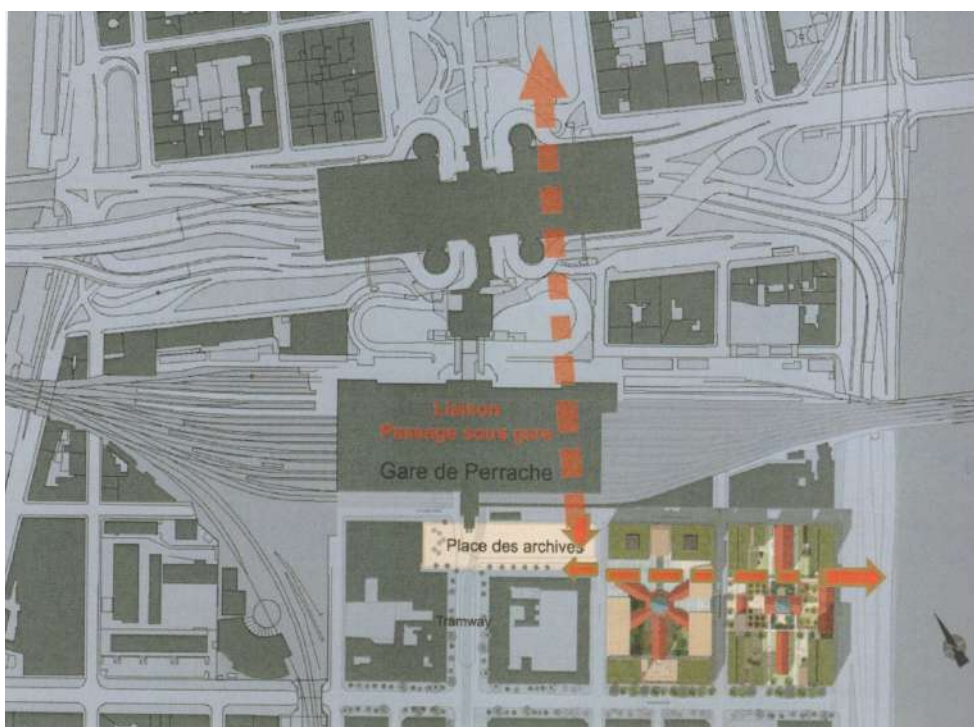 Liaison
Passage sous gare
Gare de Perrache
Place des archives
Tramway